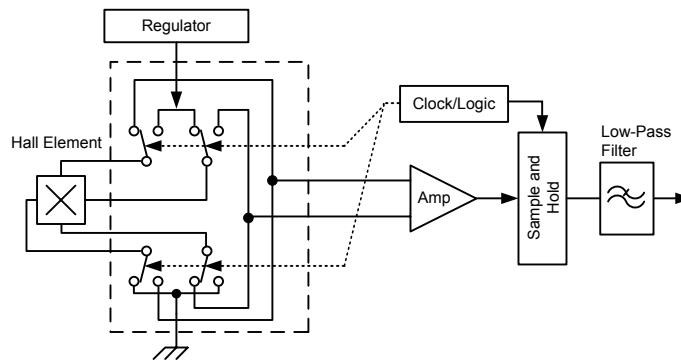 Regulator
Clock/Logic
Hall Element
Low-Pass
Filter
Amp
Sample and
Hold